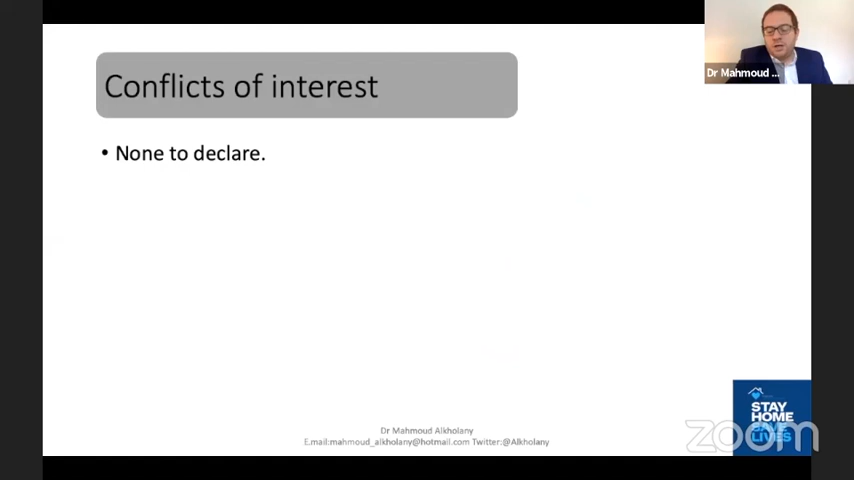 Conflicts of interest
• None to declare.
Dr Mahmoud ...
Dr Mahmoud Alkholany
E.mail:mahmoud_alkholany@hotmail.com Twitter:@Alkholany
STAY
HOME
SAVE
LIVES
zoom